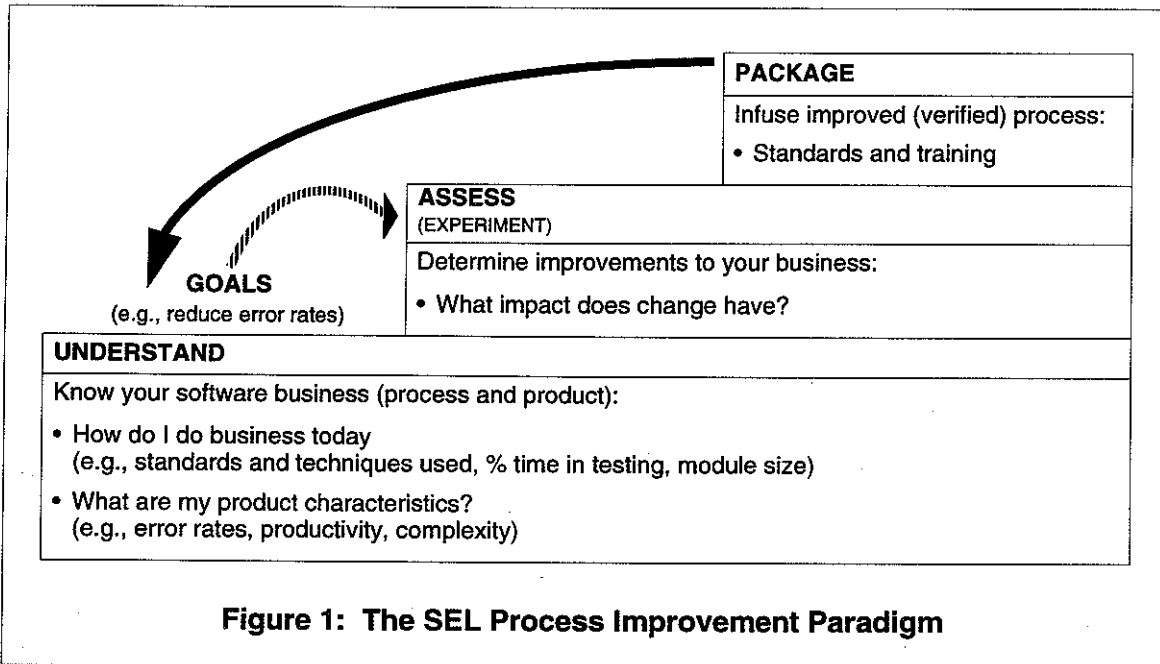 PACKAGE
Infuse improved (verified) process:
• Standards and training
ASSESS
(EXPERIMENT)
Determine improvements to your business:
• What impact does change have?
GOALS
(e.g., reduce error rates)
UNDERSTAND
Know your software business (process and product):
• How do I do business today
(e.g., standards and techniques used, % time in testing, module size)
• What are my product characteristics?
(e.g., error rates, productivity, complexity)
Figure 1: The SEL Process Improvement Paradigm